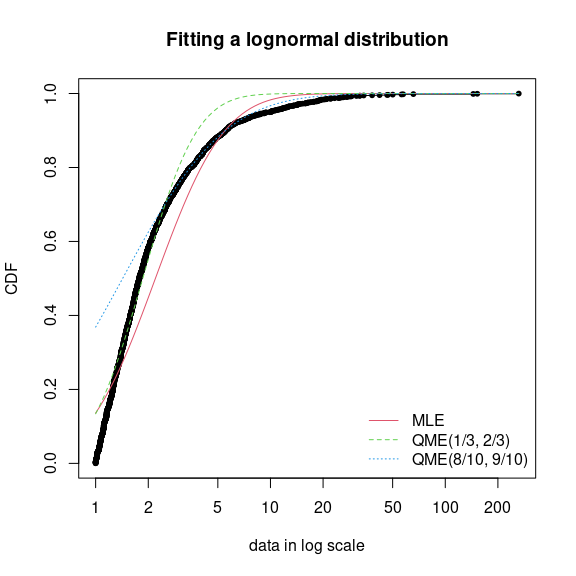 Fitting a lognormal distribution
CDF
1.0
0.8
0.6
0.4
0.2
0.0
MLE
QME(1/3, 2/3)
QME(8/10, 9/10)
1 2 5 10 20 50 100 200
data in log scale